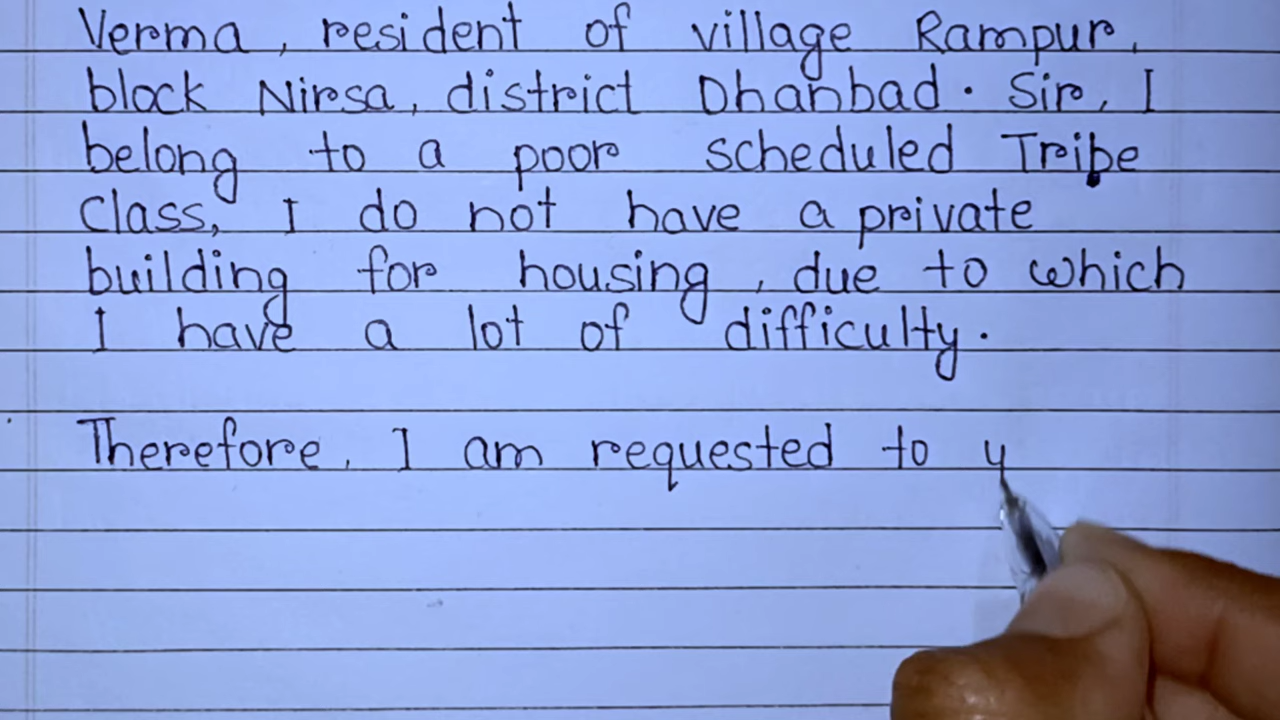 Verma, resident of village Rampur,
block Nirsa, district Dhanbad. Sir, I
belong to a poor scheduled Tribe
Class, I do not have a private
building for housing, due to which
I have a lot of difficulty.
Therefore, I am requested to y